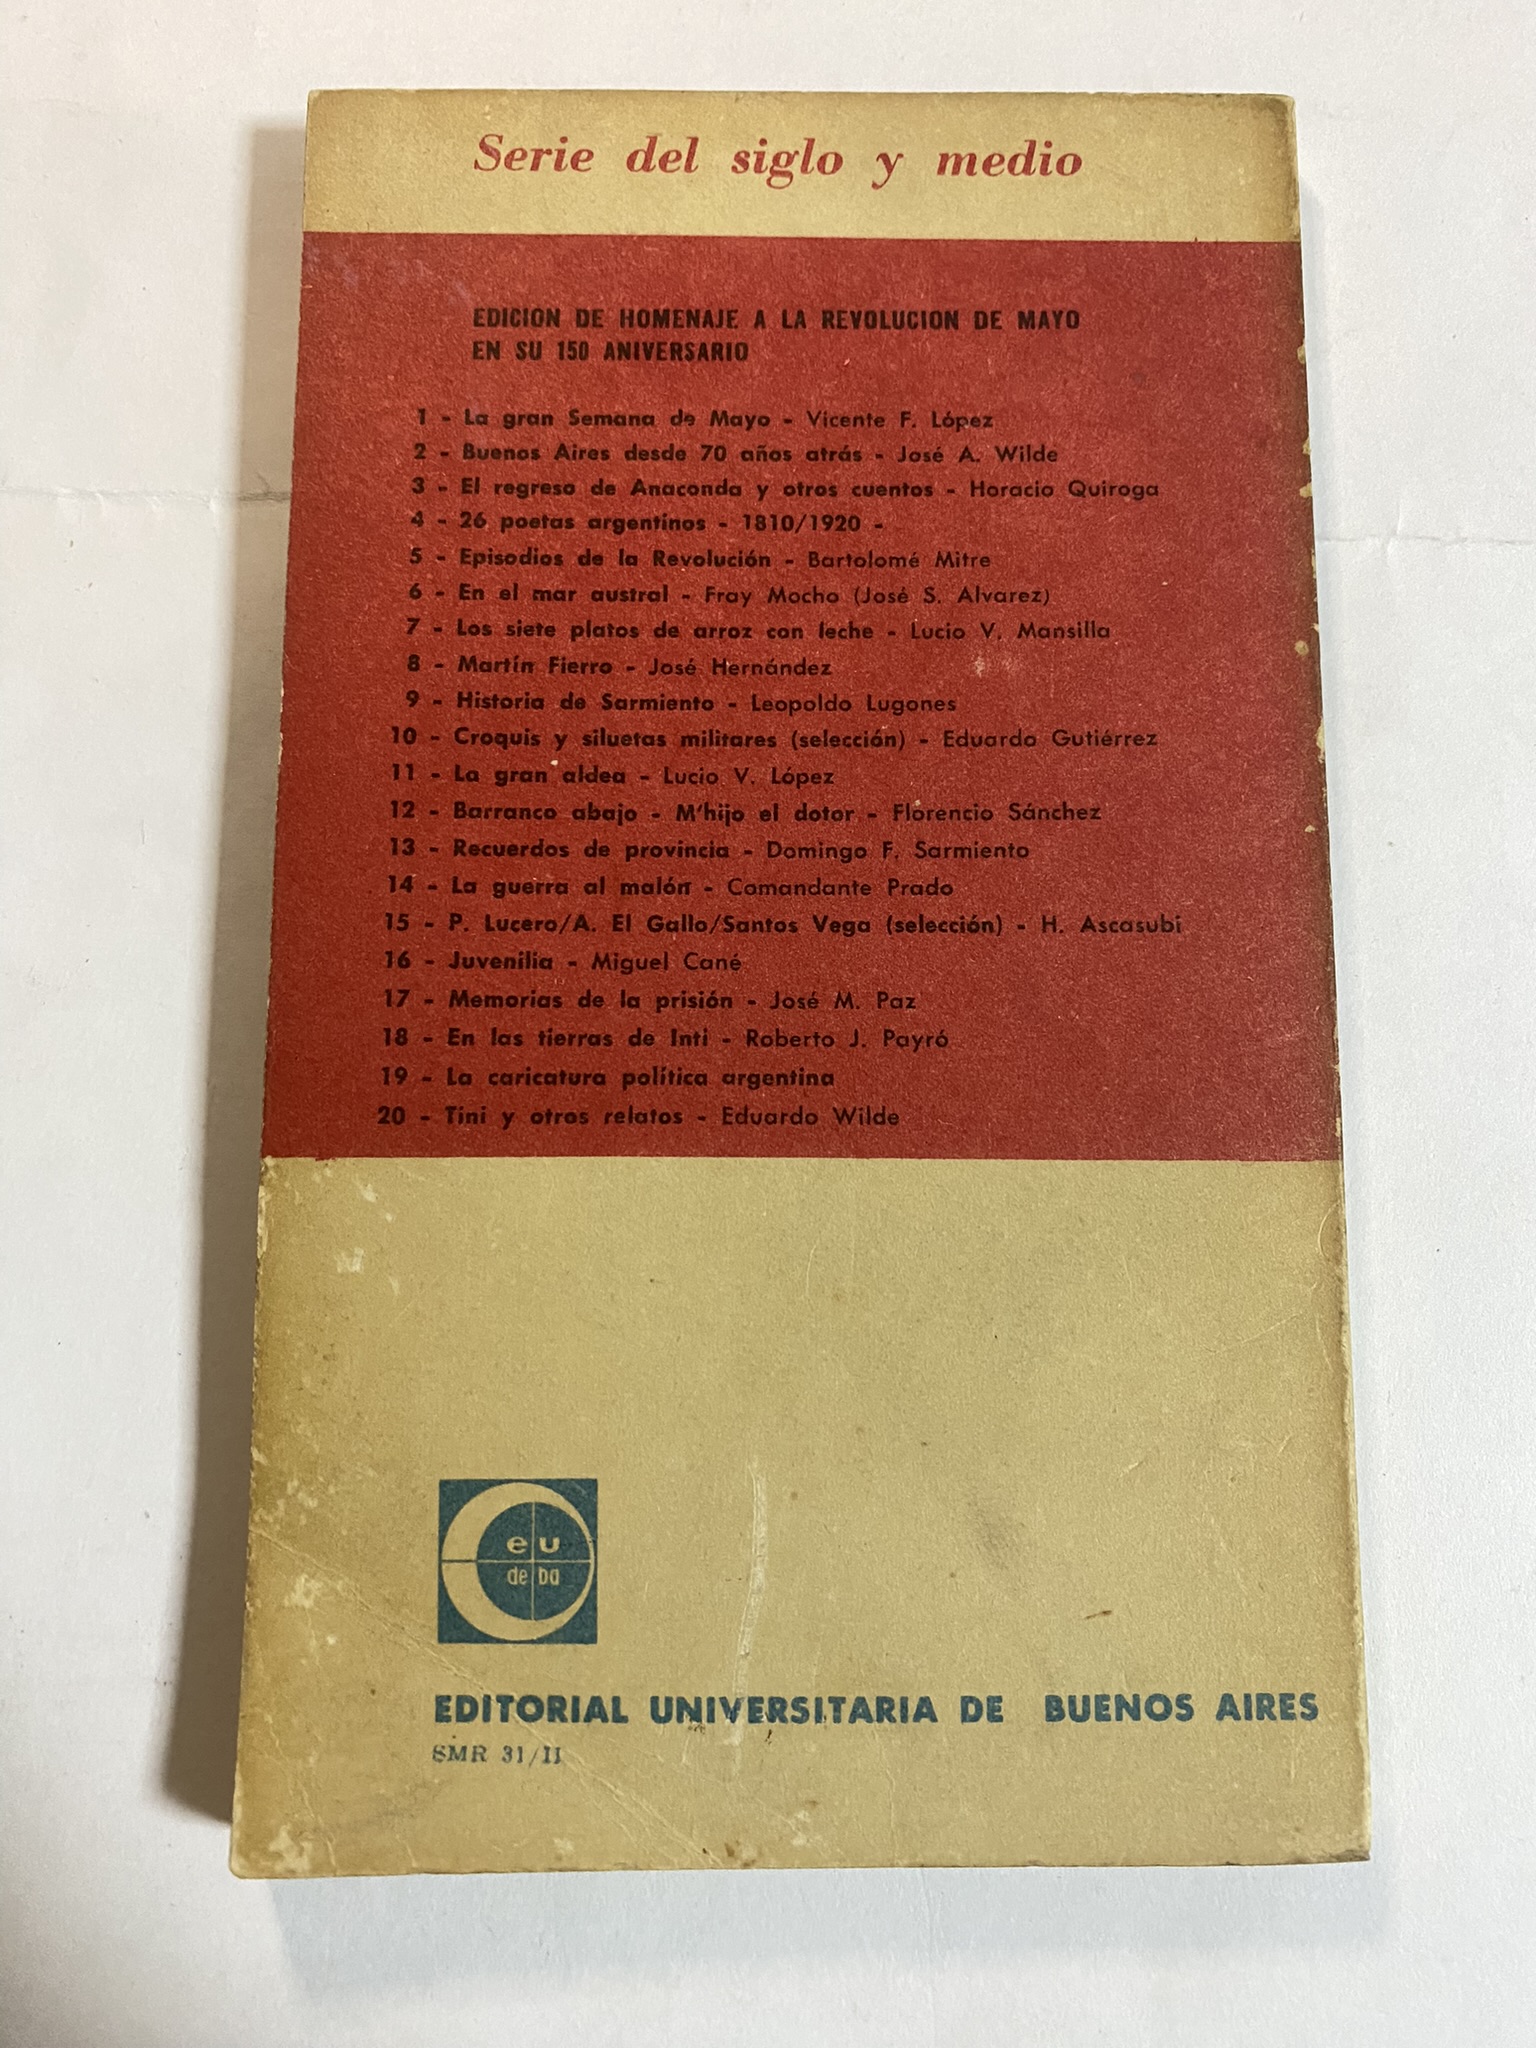 Serie del siglo y medio
EDICION DE HOMENAJE A LA REVOLUCION DE MAYO
EN SU 150 ANIVERSARIO
1 - La gran Semana de Mayo - Vicente F. López
2 - Buenos Aires desde 70 años atrás - José A. Wilde
3 - El regreso de Anaconda y otros cuentos - Horacio Quiroga
4 - 26 poetas argentinos - 1810/1920 -
5 - Episodios de la Revolución - Bartolomé Mitre
6 - En el mar austral - Fray Mocho (José S. Alvarez)
7 - Los siete platos de arroz con leche - Lucio V. Mansilla
8 - Martín Fierro - José Hernández
9 - Historia de Sarmiento - Leopoldo Lugones
10 - Croquis y siluetas militares (selección) - Eduardo Gutiérrez
11 - La gran aldea - Lucio V. López
12 - Barranco abajo - M'hijo el dotor - Florencio Sánchez
13 - Recuerdos de provincia - Domingo F. Sarmiento
14 - La guerra al malón - Comandante Prado
15 - P. Lucero/A. El Gallo/Santos Vega (selección) - H. Ascasubi
16 - Juvenilia - Miguel Cané
17 - Memorias de la prisión - José M. Paz
18 - En las tierras de Inti - Roberto J. Payró
19 - La caricatura política argentina
20 - Tini y otros relatos - Eduardo Wilde
eu
de ba
EDITORIAL UNIVERSITARIA DE BUENOS AIRES
SMR 31/II